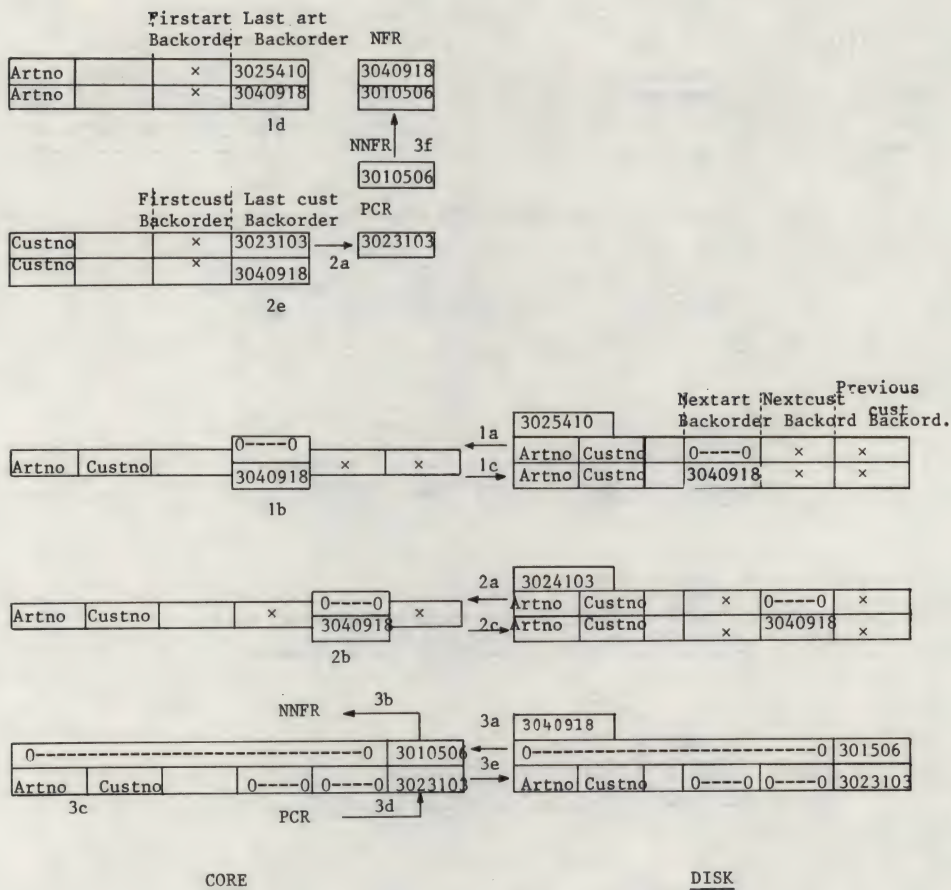 Firstart Last art
Backorder Backorder NFR
Artno × 3025410 3040918
Artno × 3040918 3010506
1d
NNFR 3f
3010506
Firstcust Last cust PCR
Backorder Backorder
Custno × 3023103 2a 3023103
Custno × 3040918
2e
Previous
Nextart Nextcust cust
Backorder Backord Backord.
3025410
1a
0----0 Artno Custno 0----0 × ×
Artno Custno 3040918 × × 1c Artno Custno 3040918 × ×
1b
3024103
2a
0----0 Artno Custno × 0----0 ×
Artno Custno × 3040918 × 2c Artno Custno × 3040918 ×
2b
NNFR 3b 3a 3040918
0------------------------------0 3010506 0------------------------------0 301506
Artno Custno 0----0 0----0 3023103 3e Artno Custno 0----0 0----0 3023103
3c 3d
PCR
CORE DISK